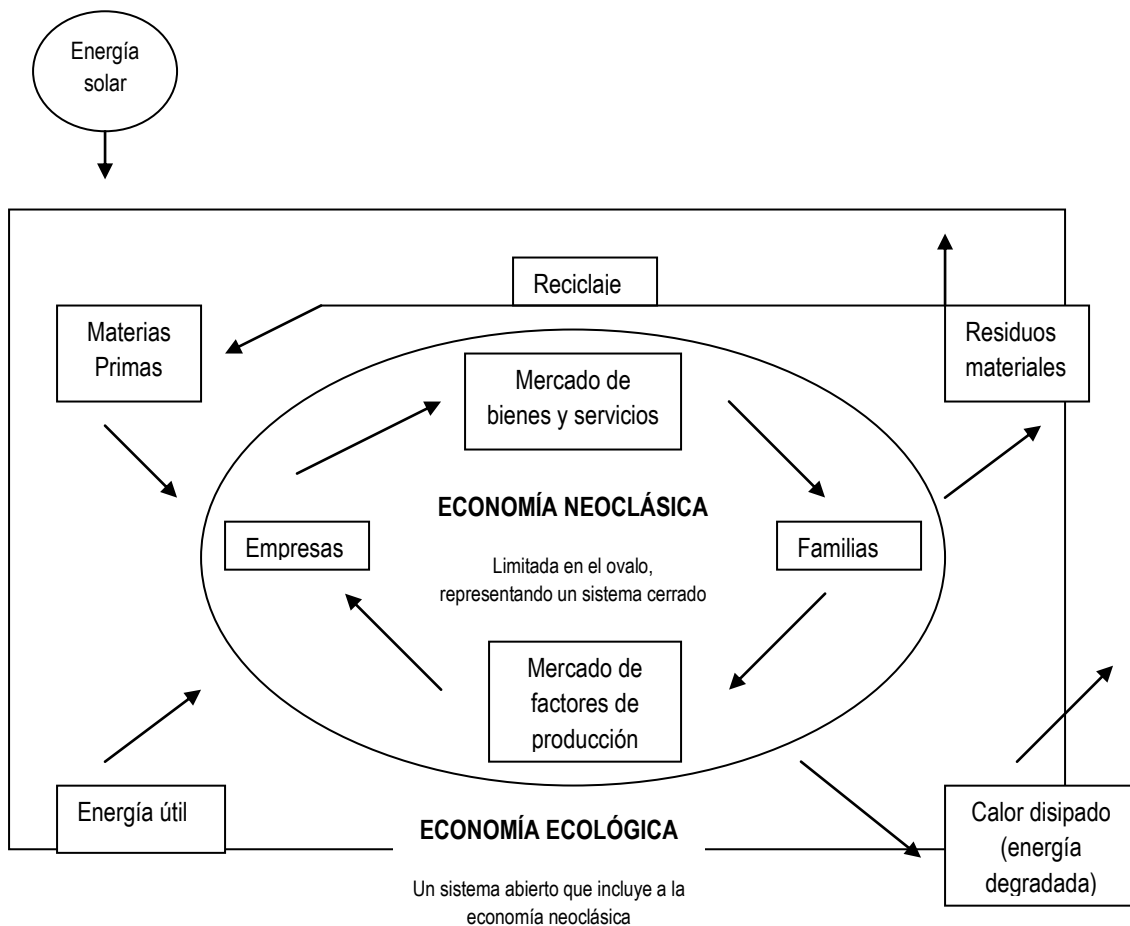 Energía
solar
Reciclaje
Materias
Primas
Residuos
materiales
Mercado de
bienes y servicios
ECONOMÍA NEOCLÁSICA
Empresas
Familias
Limitada en el ovalo,
representando un sistema cerrado
Mercado de
factores de
producción
Energía útil
ECONOMÍA ECOLÓGICA
Calor disipado
(energía
degradada)
Un sistema abierto que incluye a la
economía neoclásica